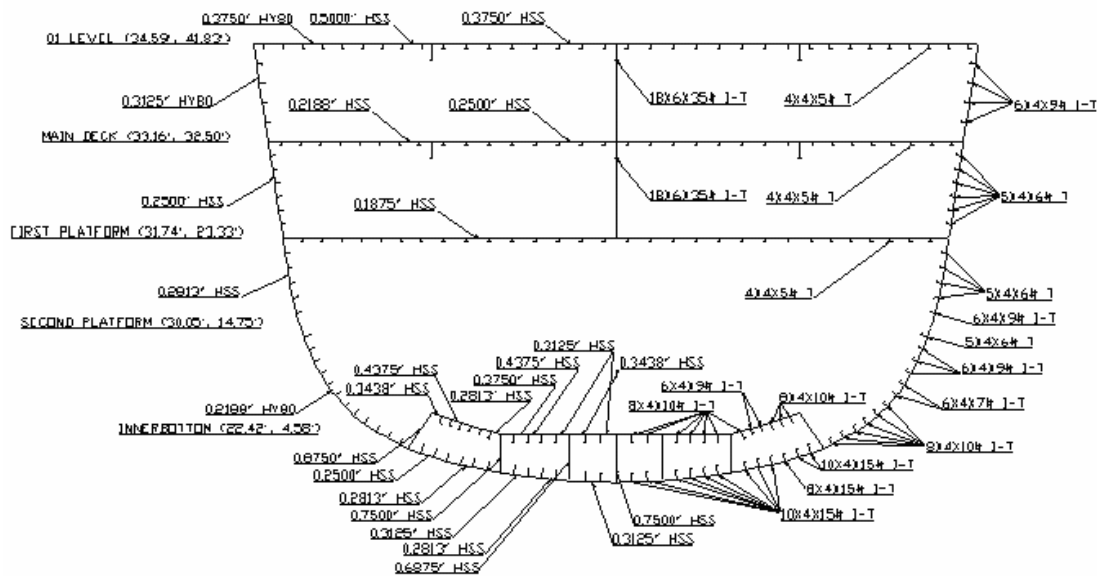 0.3750" HY80
0.5000" HSS
0.3750" HSS
01 LEVEL (34.59', 41.83')
0.3125" HY80
0.2188" HSS
0.2500" HSS
18X6X35# I-T
4X4X5# T
6X4X9# I-T
MAIN DECK (33.16', 32.50')
0.2500" HSS
0.1875" HSS
18X6X35# I-T
4X4X5# T
5X4X6# T
FIRST PLATFORM (31.74', 23.33')
0.2813" HSS
4X4X5# T
5X4X6# T
SECOND PLATFORM (30.05', 14.75')
6X4X9# I-T
5X4X6# T
0.3125" HSS
0.4375" HSS
0.3438" HSS
0.4375" HSS
0.3750" HSS
6X4X9# I-T
6X4X9# I-T
0.3438" HSS
0.2813" HSS
8X4X10# I-T
8X4X10# I-T
6X4X7# I-T
0.2188" HY80
INNERBOTTOM (22.42', 4.58')
8X4X10# I-T
0.6750" HSS
0.2500" HSS
10X4X15# I-T
0.2813" HSS
8X4X15# I-T
0.7500" HSS
0.7500" HSS
10X4X15# I-T
0.3125" HSS
0.3125" HSS
0.2813" HSS
0.6875" HSS